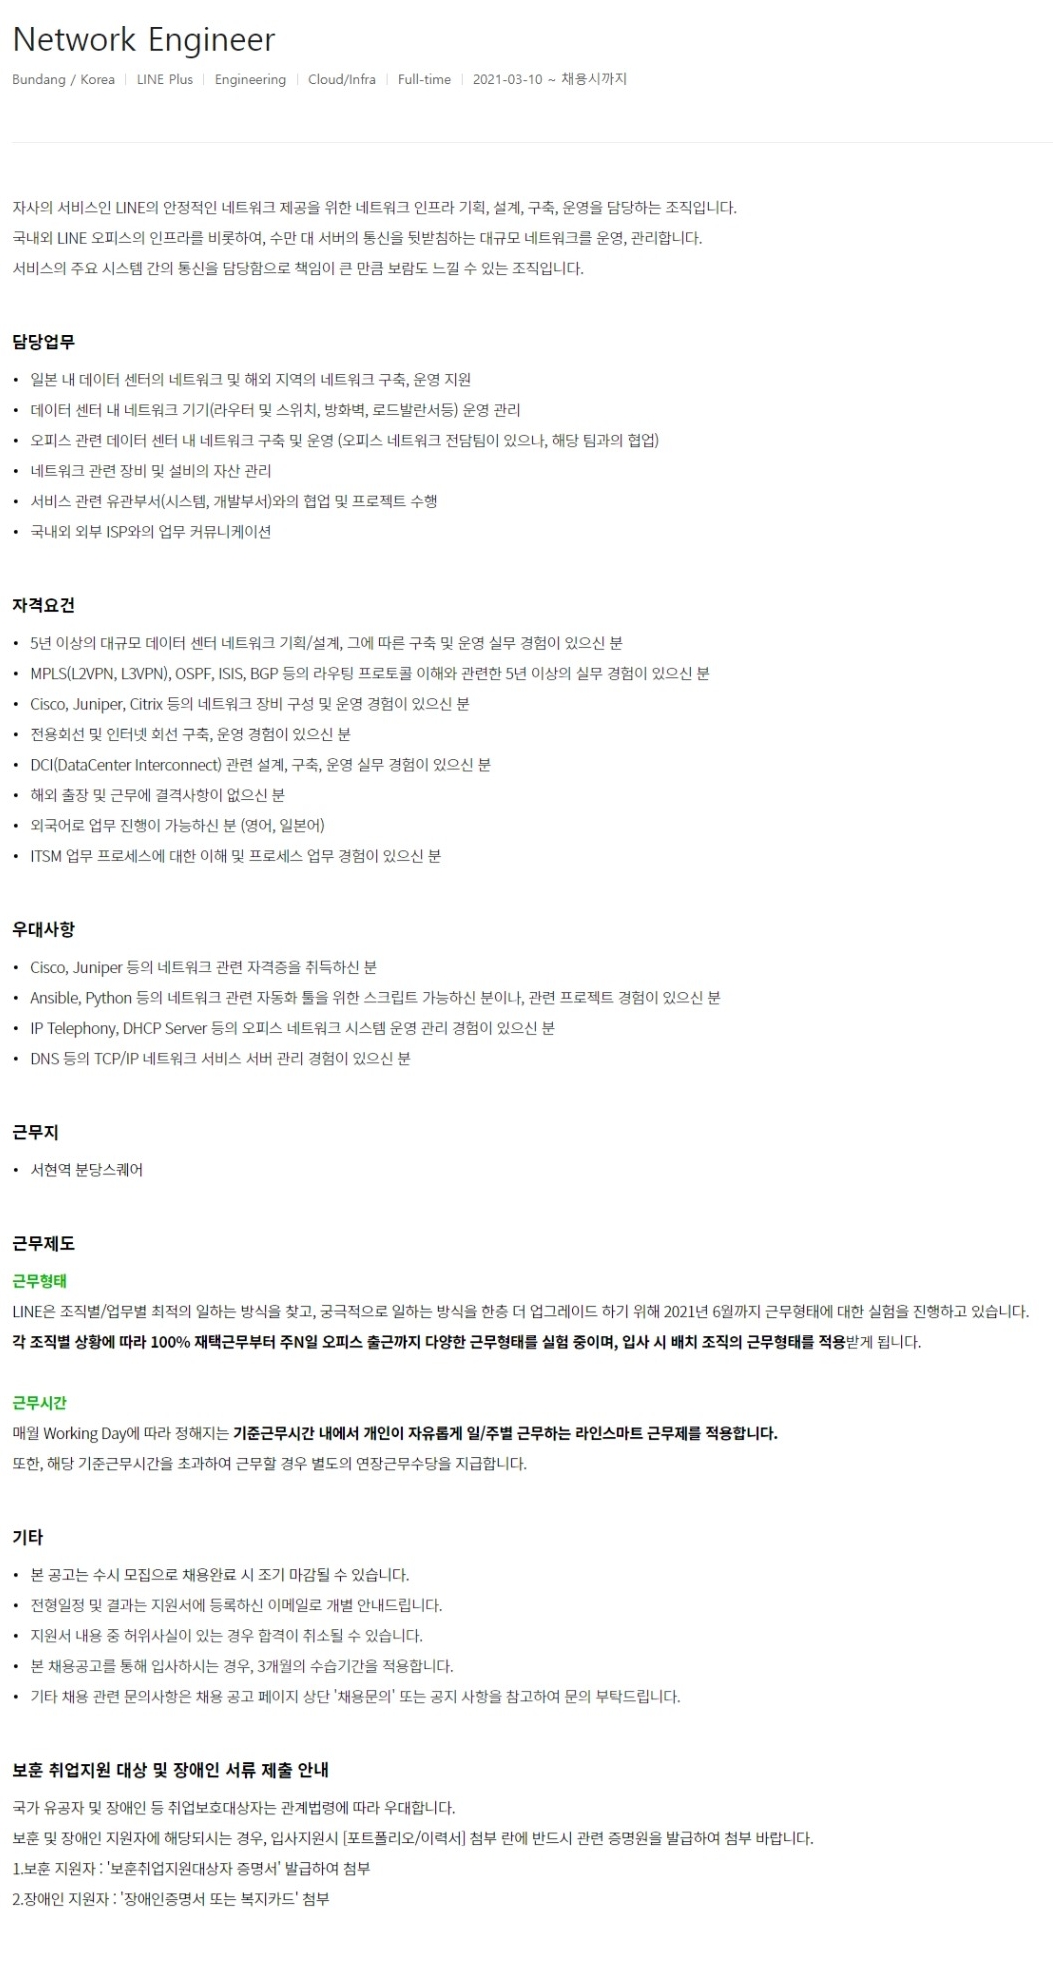 Network Engineer
Bundang / Korea | LINE Plus | Engineering | Cloud/Infra | Full-time | 2021-03-10 ~ 채용시까지
자사의 서비스인 LINE의 안정적인 네트워크 제공을 위한 네트워크 인프라 기획, 설계, 구축, 운영을 담당하는 조직입니다.
국내외 LINE 오피스의 인프라를 비롯하여, 수만 대 서버의 통신을 뒷받침하는 대규모 네트워크를 운영, 관리합니다.
서비스의 주요 시스템 간의 통신을 담당함으로 책임이 큰 만큼 보람도 느낄 수 있는 조직입니다.
담당업무
• 일본 내 데이터 센터의 네트워크 및 해외 지역의 네트워크 구축, 운영 지원
• 데이터 센터 내 네트워크 기기(라우터 및 스위치, 방화벽, 로드발란서등) 운영 관리
• 오피스 관련 데이터 센터 내 네트워크 구축 및 운영 (오피스 네트워크 전담팀이 있으나, 해당 팀과의 협업)
• 네트워크 관련 장비 및 설비의 자산 관리
• 서비스 관련 유관부서(시스템, 개발부서)와의 협업 및 프로젝트 수행
• 국내외 외부 ISP와의 업무 커뮤니케이션
자격요건
• 5년 이상의 대규모 데이터 센터 네트워크 기획/설계, 그에 따른 구축 및 운영 실무 경험이 있으신 분
• MPLS(L2VPN, L3VPN), OSPF, ISIS, BGP 등의 라우팅 프로토콜 이해와 관련한 5년 이상의 실무 경험이 있으신 분
• Cisco, Juniper, Citrix 등의 네트워크 장비 구성 및 운영 경험이 있으신 분
• 전용회선 및 인터넷 회선 구축, 운영 경험이 있으신 분
• DCI(DataCenter Interconnect) 관련 설계, 구축, 운영 실무 경험이 있으신 분
• 해외 출장 및 근무에 결격사항이 없으신 분
• 외국어로 업무 진행이 가능하신 분 (영어, 일본어)
• ITSM 업무 프로세스에 대한 이해 및 프로세스 업무 경험이 있으신 분
우대사항
• Cisco, Juniper 등의 네트워크 관련 자격증을 취득하신 분
• Ansible, Python 등의 네트워크 관련 자동화 툴을 위한 스크립트 가능하신 분이나, 관련 프로젝트 경험이 있으신 분
• IP Telephony, DHCP Server 등의 오피스 네트워크 시스템 운영 관리 경험이 있으신 분
• DNS 등의 TCP/IP 네트워크 서비스 서버 관리 경험이 있으신 분
근무지
• 서현역 분당스퀘어
근무제도
근무형태
LINE은 조직별/업무별 최적의 일하는 방식을 찾고, 궁극적으로 일하는 방식을 한층 더 업그레이드 하기 위해 2021년 6월까지 근무형태에 대한 실험을 진행하고 있습니다.
각 조직별 상황에 따라 100% 재택근무부터 주N일 오피스 출근까지 다양한 근무형태를 실험 중이며, 입사 시 배치 조직의 근무형태를 적용받게 됩니다.
근무시간
매월 Working Day에 따라 정해지는 기준근무시간 내에서 개인이 자유롭게 일/주별 근무하는 라인스마트 근무제를 적용합니다.
또한, 해당 기준근무시간을 초과하여 근무할 경우 별도의 연장근무수당을 지급합니다.
기타
• 본 공고는 수시 모집으로 채용완료 시 조기 마감될 수 있습니다.
• 전형일정 및 결과는 지원서에 등록하신 이메일로 개별 안내드립니다.
• 지원서 내용 중 허위사실이 있는 경우 합격이 취소될 수 있습니다.
• 본 채용공고를 통해 입사하시는 경우, 3개월의 수습기간을 적용합니다.
• 기타 채용 관련 문의사항은 채용 공고 페이지 상단 '채용문의' 또는 공지 사항을 참고하여 문의 부탁드립니다.
보훈 취업지원 대상 및 장애인 서류 제출 안내
국가 유공자 및 장애인 등 취업보호대상자는 관계법령에 따라 우대합니다.
보훈 및 장애인 지원자에 해당되시는 경우, 입사지원시 [포트폴리오/이력서] 첨부 란에 반드시 관련 증명원을 발급하여 첨부 바랍니다.
1.보훈 지원자 : '보훈취업지원대상자 증명서' 발급하여 첨부
2.장애인 지원자 : '장애인증명서 또는 복지카드' 첨부